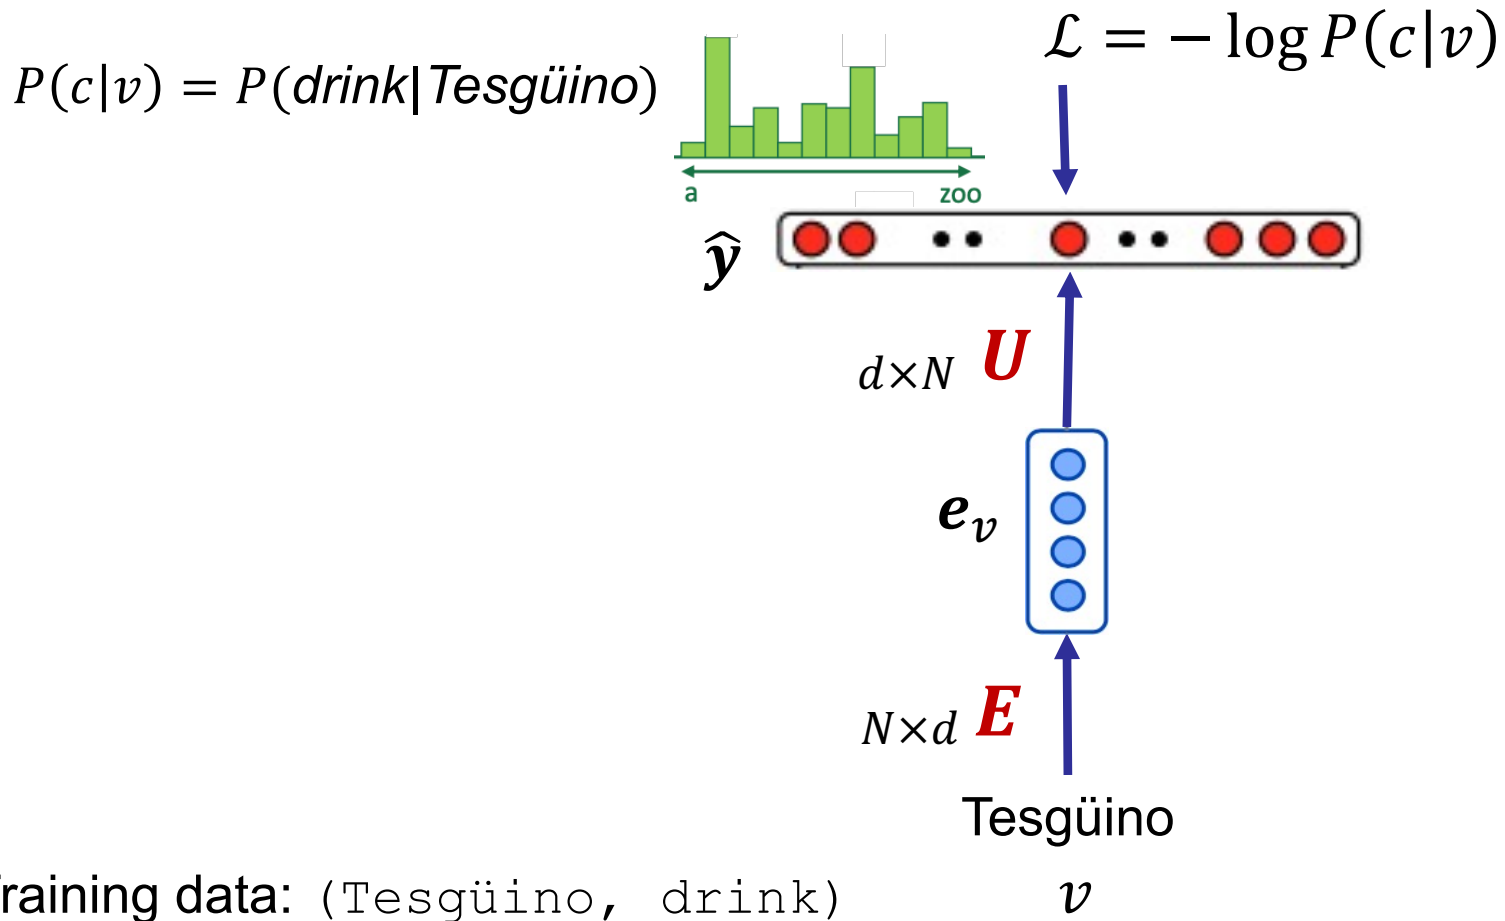 P(c|v) = P(drink|Tesgüino)
ℒ = − log P(c|v)
a zoo
ŷ
d×N U
e_v
N×d E
Tesgüino
raining data: (Tesgüino, drink)
v